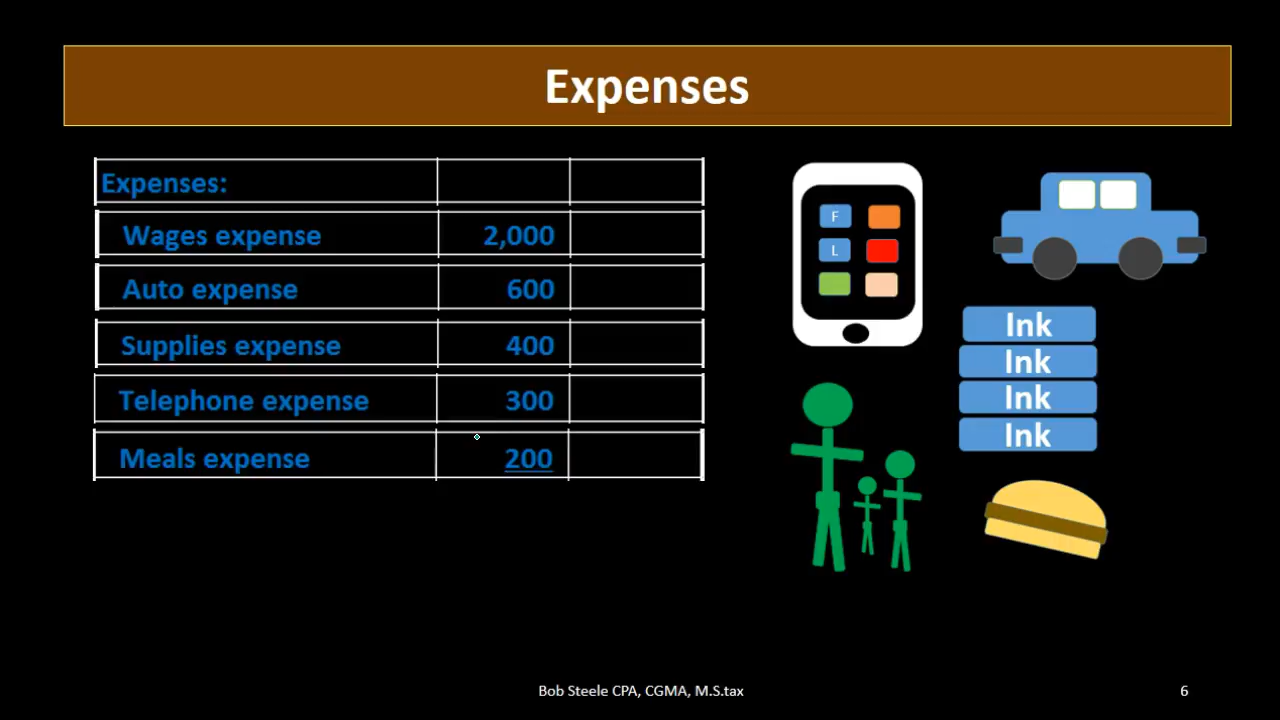 Expenses
Expenses:
Wages expense 2,000
Auto expense 600
Supplies expense 400
Telephone expense 300
Meals expense 200
F
L
Ink
Ink
Ink
Ink
Bob Steele CPA, CGMA, M.S.tax 6